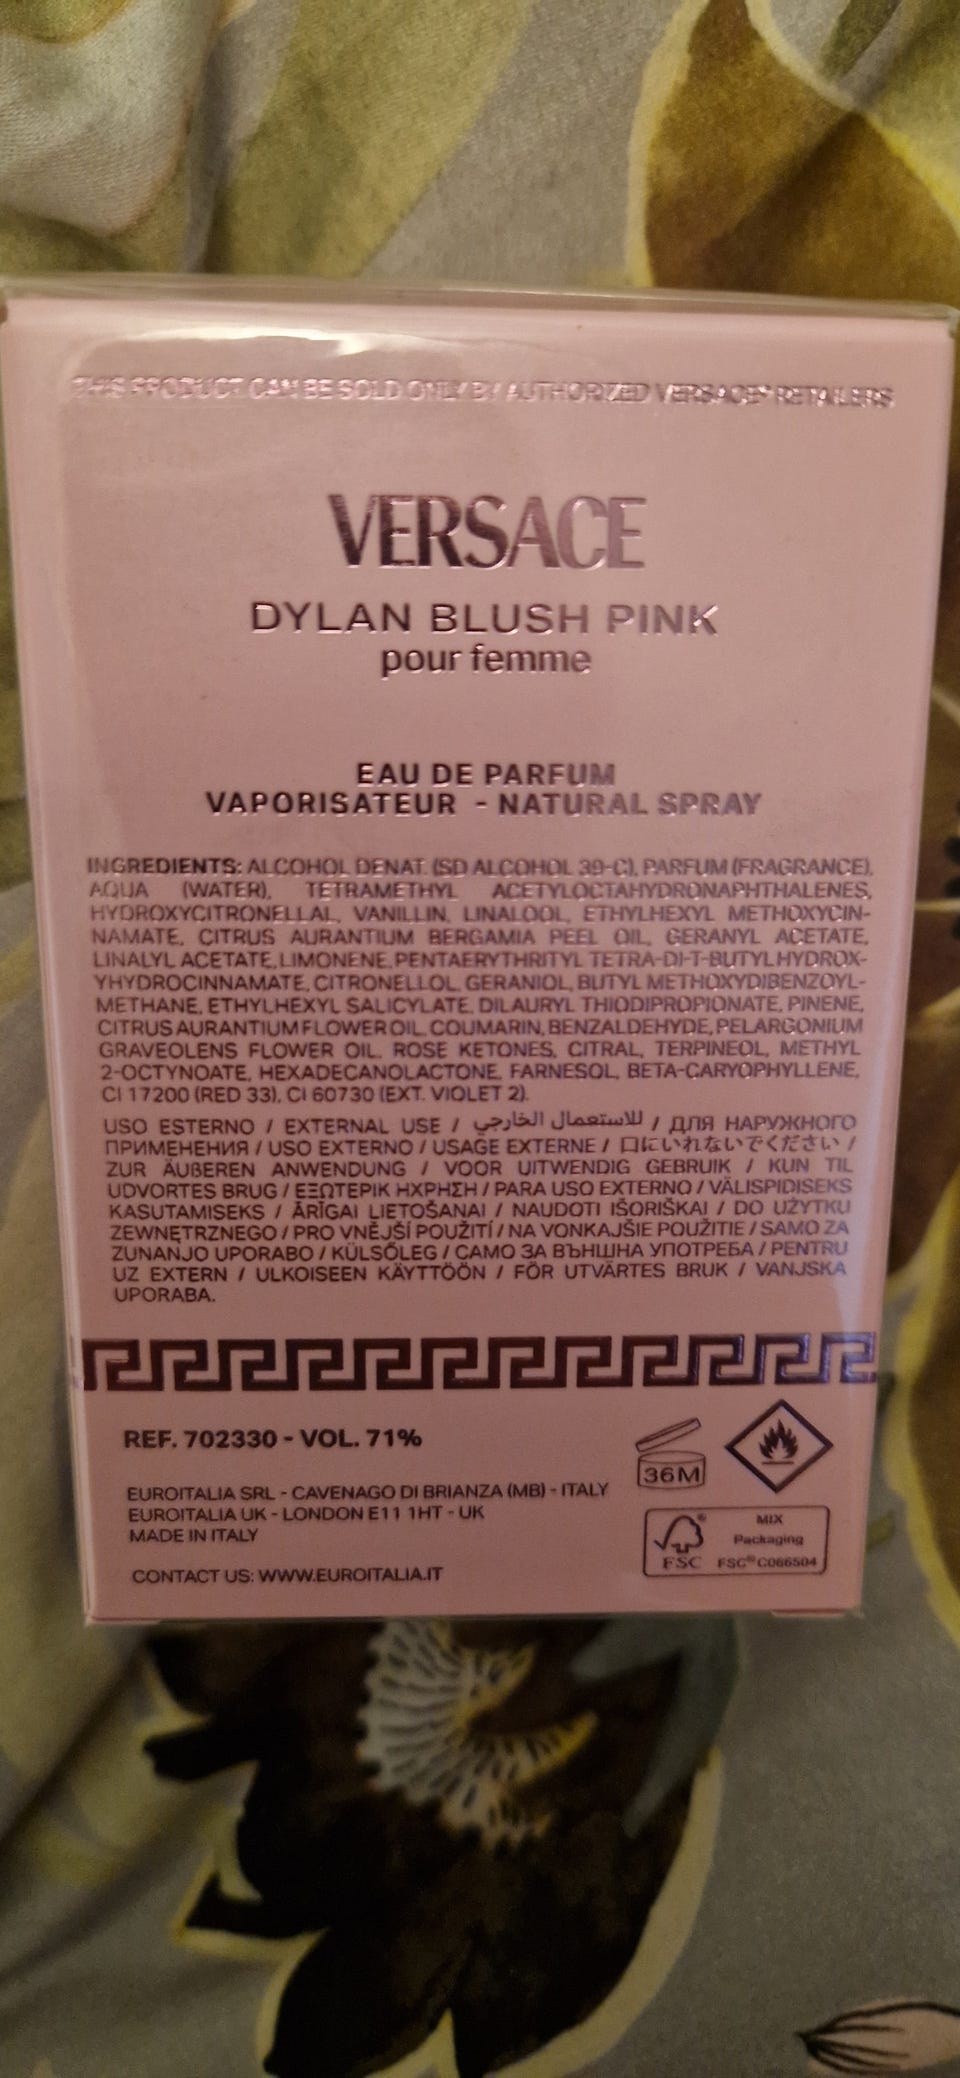 THIS PRODUCT CAN BE SOLD ONLY BY AUTHORIZED VERSACE® RETAILERS
VERSACE
DYLAN BLUSH PINK
pour femme
EAU DE PARFUM
VAPORISATEUR - NATURAL SPRAY
INGREDIENTS: ALCOHOL DENAT. (SD ALCOHOL 39-C), PARFUM (FRAGRANCE),
AQUA (WATER), TETRAMETHYL ACETYLOCTAHYDRONAPHTHALENES,
HYDROXYCITRONELLAL, VANILLIN, LINALOOL, ETHYLHEXYL METHOXYCIN-
NAMATE, CITRUS AURANTIUM BERGAMIA PEEL OIL, GERANYL ACETATE,
LINALYL ACETATE, LIMONENE, PENTAERYTHRITYL TETRA-DI-T-BUTYL HYDROX-
YHYDROCINNAMATE, CITRONELLOL, GERANIOL, BUTYL METHOXYDIBENZOYL-
METHANE, ETHYLHEXYL SALICYLATE, DILAURYL THIODIPROPIONATE, PINENE,
CITRUS AURANTIUM FLOWER OIL, COUMARIN, BENZALDEHYDE, PELARGONIUM
GRAVEOLENS FLOWER OIL, ROSE KETONES, CITRAL, TERPINEOL, METHYL
2-OCTYNOATE, HEXADECANOLACTONE, FARNESOL, BETA-CARYOPHYLLENE,
CI 17200 (RED 33), CI 60730 (EXT. VIOLET 2).
USO ESTERNO / EXTERNAL USE / للاستعمال الخارجي / ДЛЯ НАРУЖНОГО
ПРИМЕНЕНИЯ / USO EXTERNO / USAGE EXTERNE / 口にいれないでください /
ZUR ÄUßEREN ANWENDUNG / VOOR UITWENDIG GEBRUIK / KUN TIL
UDVORTES BRUG / ΕΞΩΤΕΡΙΚ ΗΧΡΗΣΗ / PARA USO EXTERNO / VÄLISPIDISEKS
KASUTAMISEKS / ĀRĪGAI LIETOŠANAI / NAUDOTI IŠORIŠKAI / DO UŻYTKU
ZEWNĘTRZNEGO / PRO VNĚJŠÍ POUŽITÍ / NA VONKAJŠIE POUŽITIE / SAMO ZA
ZUNANJO UPORABO / KÜLSŐLEG / САМО ЗА ВЪНШНА УПОТРЕБА / PENTRU
UZ EXTERN / ULKOISEEN KÄYTTÖÖN / FÖR UTVÄRTES BRUK / VANJSKA
UPORABA.
REF. 702330 - VOL. 71%
EUROITALIA SRL - CAVENAGO DI BRIANZA (MB) - ITALY
EUROITALIA UK - LONDON E11 1HT - UK
MADE IN ITALY
CONTACT US: WWW.EUROITALIA.IT
36M
FSC®
MIX
Packaging
FSC® C066504